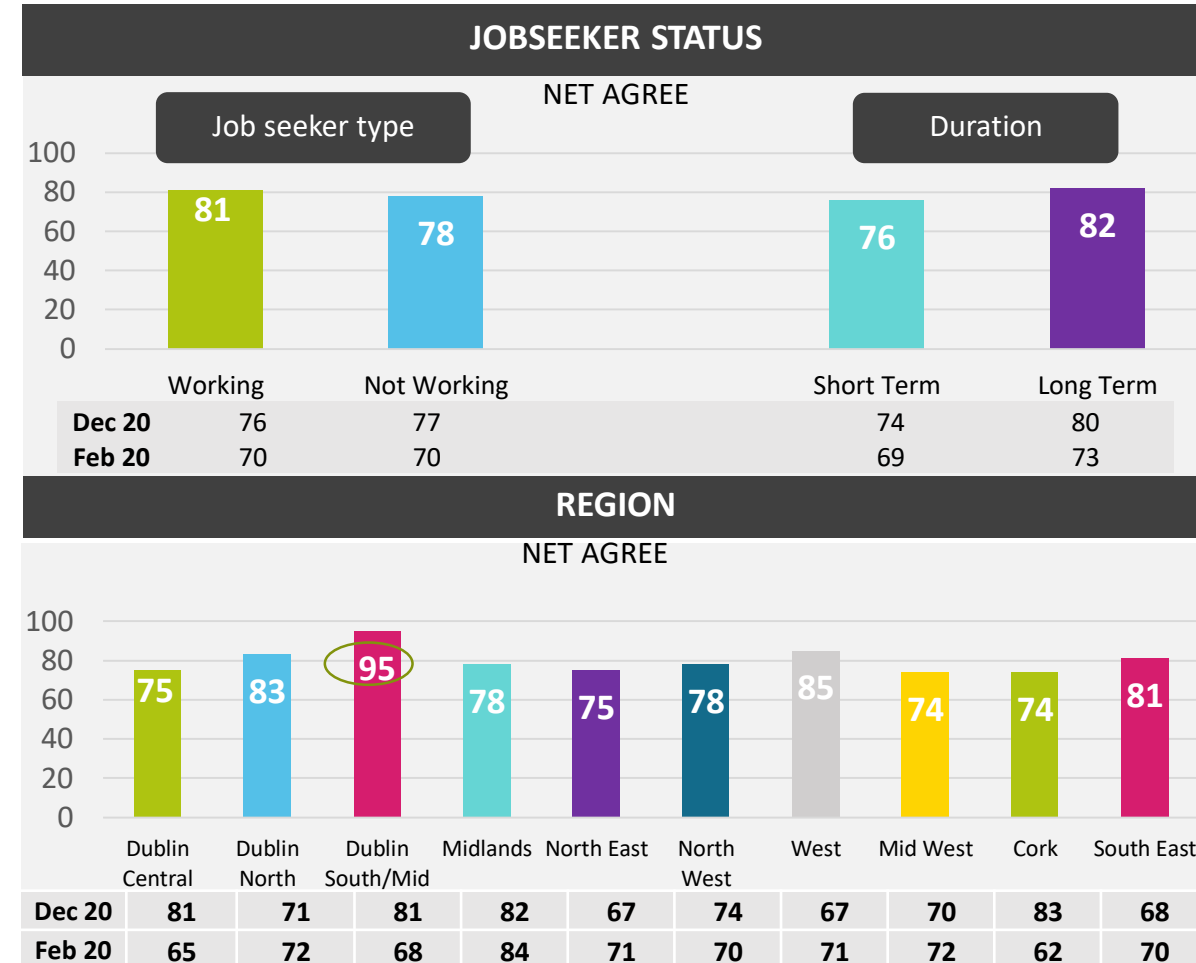 JOBSEEKER STATUS
NET AGREE
Job seeker type
Duration
100
80
60
40
20
0
81
78
76
82
Working Not Working Short Term Long Term
Dec 20 76 77 74 80
Feb 20 70 70 69 73
REGION
NET AGREE
100
80
60
40
20
0
75 83 95 78 75 78 85 74 74 81
Dublin Central Dublin North Dublin South/Mid Midlands North East North West West Mid West Cork South East
Dec 20 81 71 81 82 67 74 67 70 83 68
Feb 20 65 72 68 84 71 70 71 72 62 70